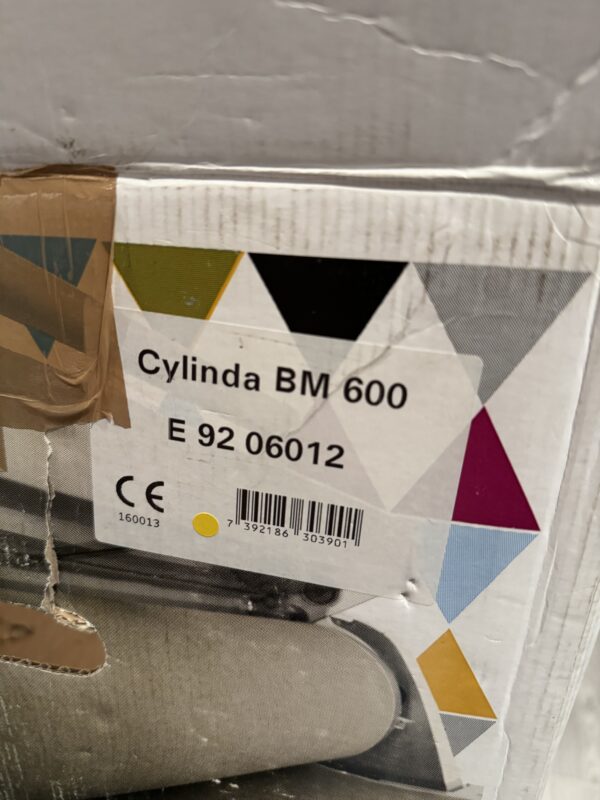 Cylinda BM 600
E 92 06012
CE
160013
7 392186 303901